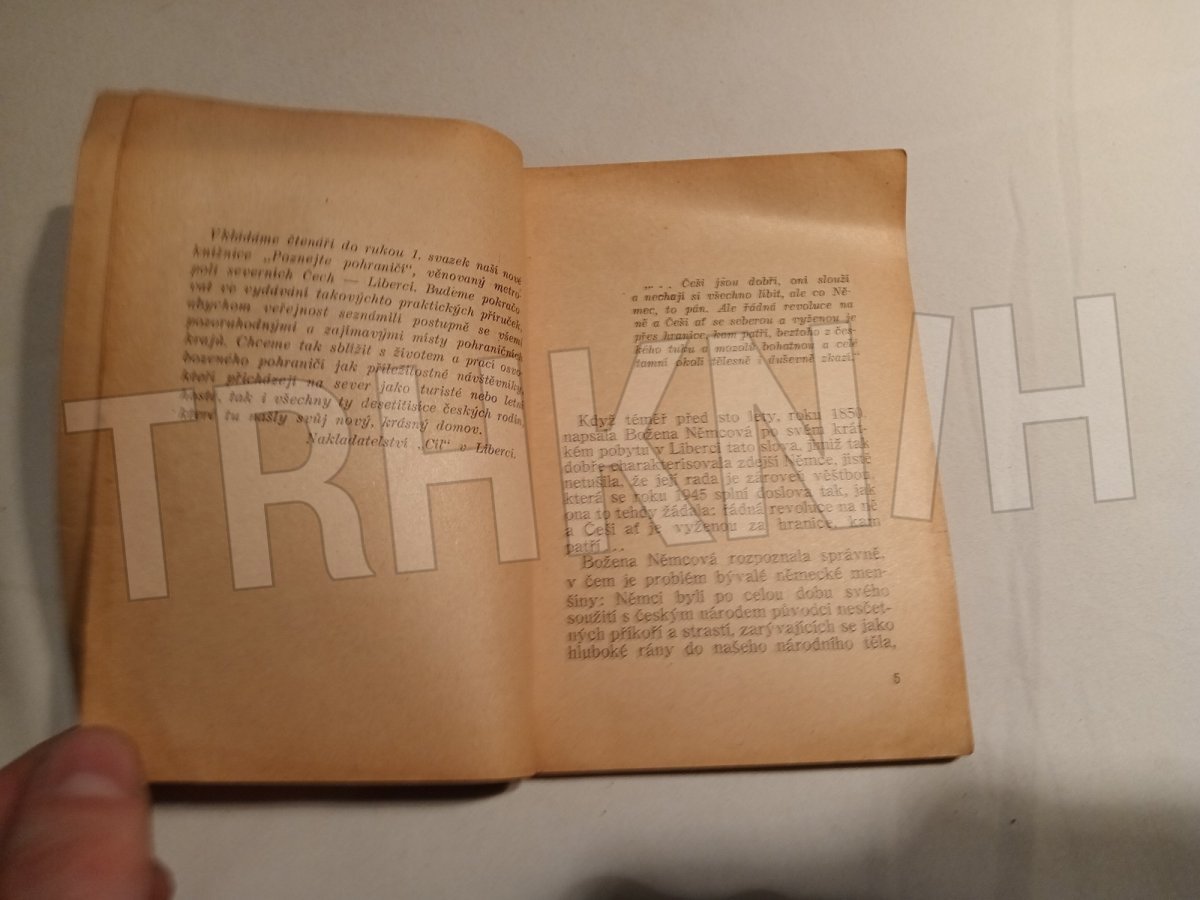 Vkládáme čtenáři do rukou 1. svazek naší nové
knižnice „Poznejte pohraničí“, věnovaný metro-
poli severních Čech — Liberci. Budeme pokračo-
vat ve vydávání takovýchto praktických příruček,
abychom veřejnost seznámili postupně se všemi
pozoruhodnými a zajímavými místy pohraničních
krajů. Chceme tak sblížit s životem a prací osvo-
bozeného pohraničí jak příležitostné návštěvníky,
kteří přicházejí na sever jako turisté nebo letní
hosté, tak i všechny ty desetitisíce českých rodin,
které tu našly svůj nový, krásný domov.
Nakladatelství „Cíl“ v Liberci.
„... Češi jsou dobří, oni slouží
a nechají si všechno líbit, ale co Ně-
mec, to pán. Ale řádná revoluce na
ně a Češi ať se seberou a vyženou je
přes hranice, kam patří, beztoho z čes-
kého tuku a mozolů bohatnou a celé
tamní okolí tělesně i duševně zkazí.“
Když téměř před sto lety, roku 1850,
napsala Božena Němcová po svém krát-
kém pobytu v Liberci tato slova, jimiž tak
dobře charakterisovala zdejší Němce, jistě
netušila, že její rada je zároveň věštbou,
která se roku 1945 splní doslova tak, jak
ona to tehdy žádala: řádná revoluce na ně
a Češi ať je vyženou za hranice, kam
patří...
Božena Němcová rozpoznala správně,
v čem je problém bývalé německé men-
šiny: Němci byli po celou dobu svého
soužití s českým národem původci nesčet-
ných příkoří a strastí, zarývajících se jako
hluboké rány do našeho národního těla,
5
TRHKNIH